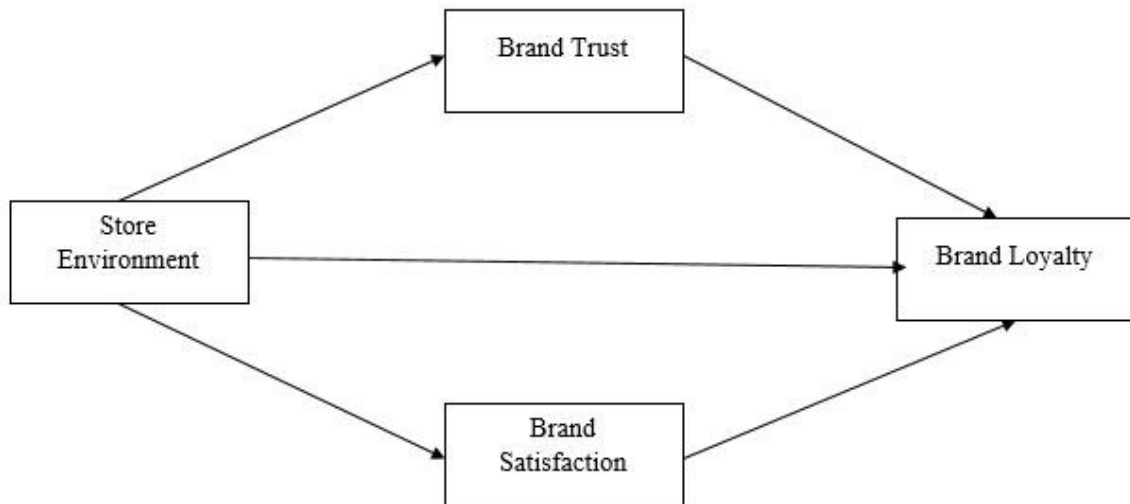 Brand Trust
Store
Environment
Brand Loyalty
Brand
Satisfaction